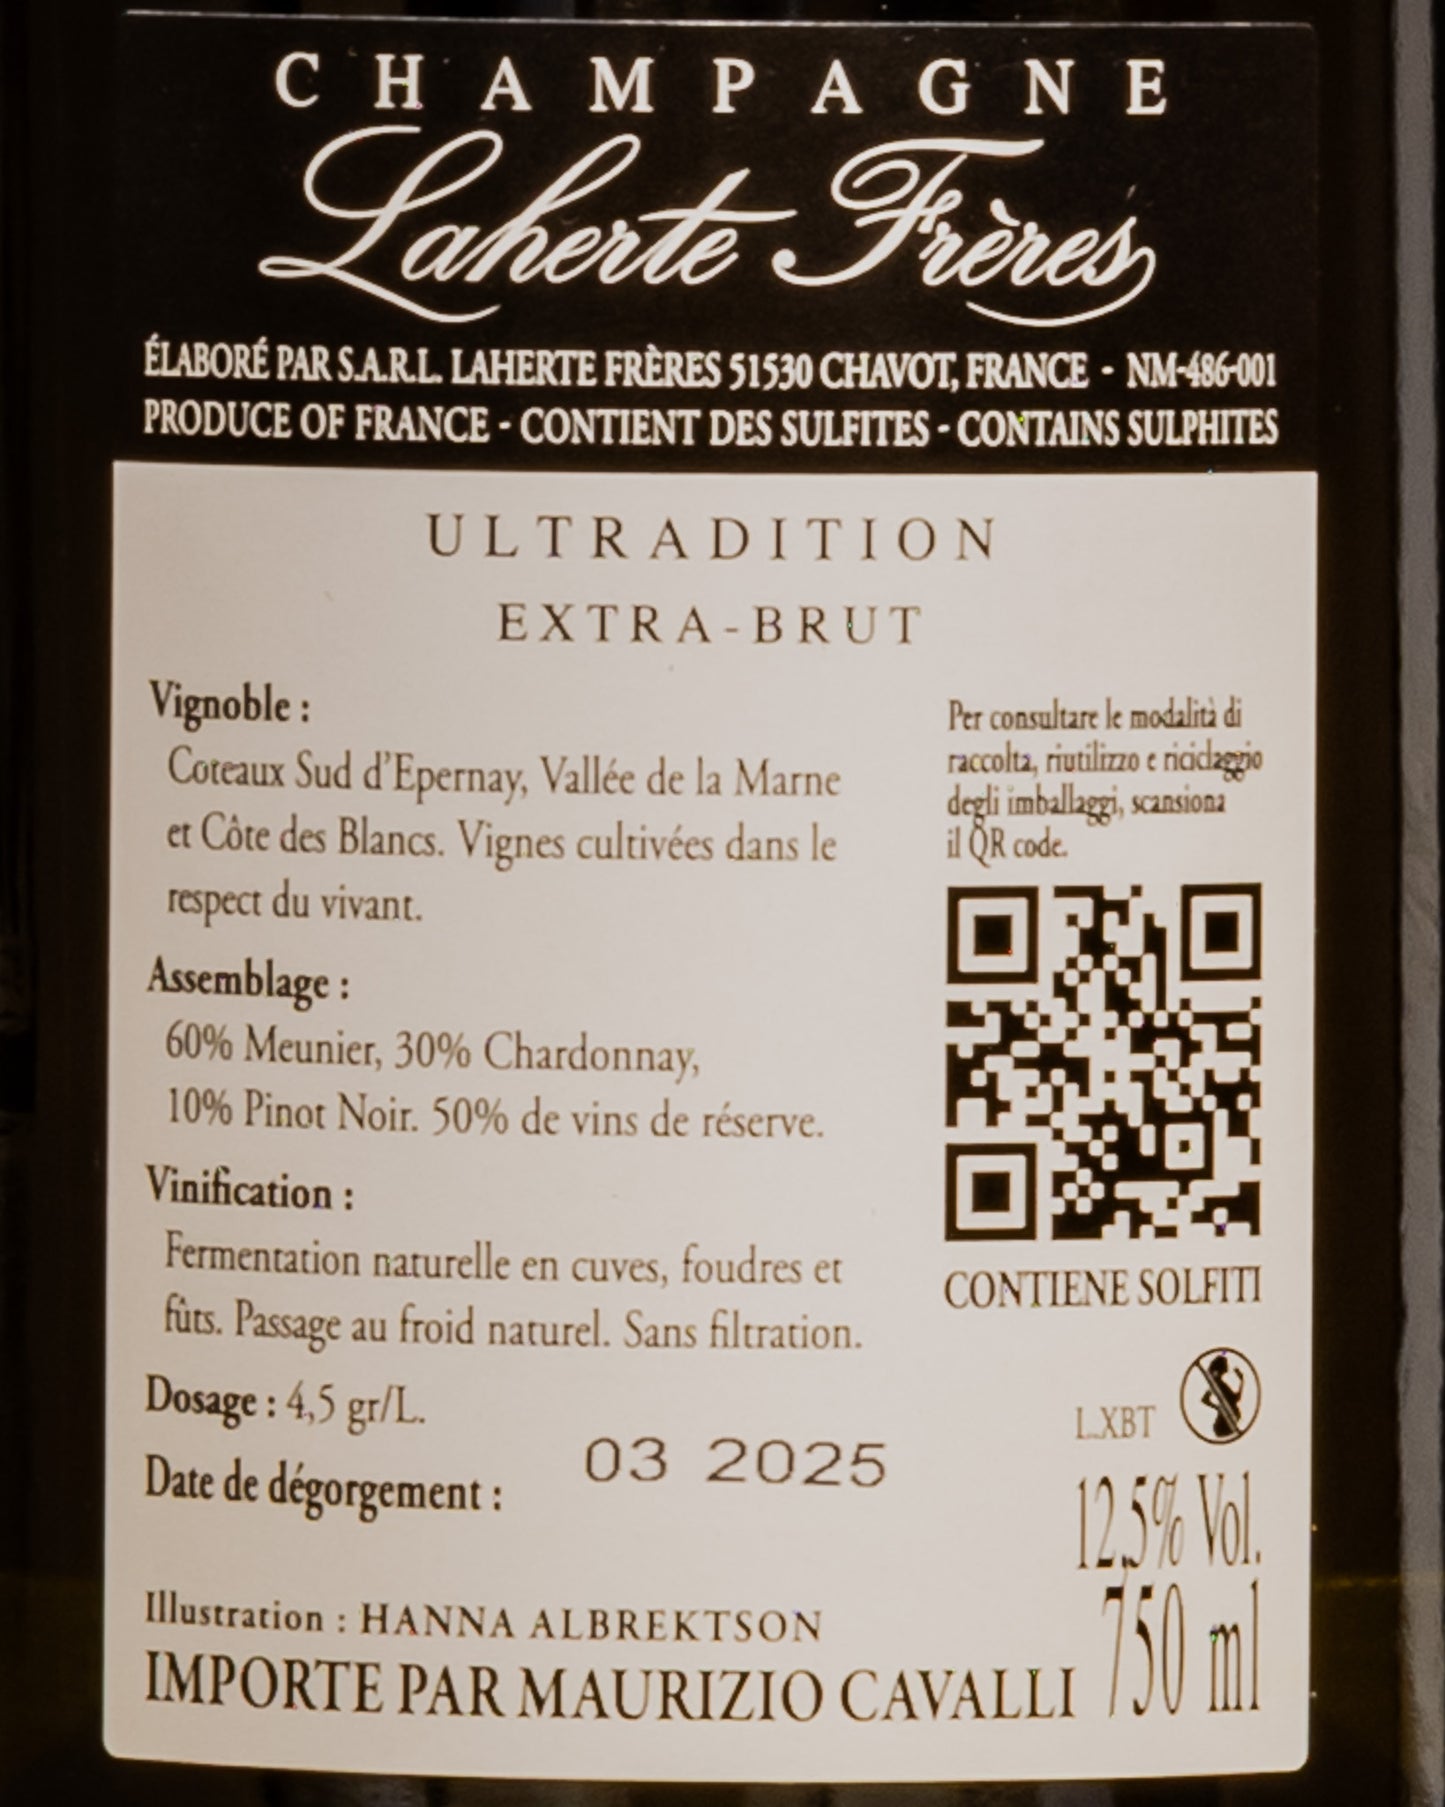 CHAMPAGNE
Laherte Frères
ÉLABORÉ PAR S.A.R.L. LAHERTE FRÈRES 51530 CHAVOT, FRANCE - NM-486-001
PRODUCE OF FRANCE - CONTIENT DES SULFITES - CONTAINS SULPHITES
ULTRADITION
EXTRA-BRUT
Vignoble :
Coteaux Sud d'Epernay, Vallée de la Marne
et Côte des Blancs. Vignes cultivées dans le
respect du vivant.
Assemblage :
60% Meunier, 30% Chardonnay,
10% Pinot Noir. 50% de vins de réserve.
Vinification :
Fermentation naturelle en cuves, foudres et
fûts. Passage au froid naturel. Sans filtration.
Dosage : 4,5 gr/L.
Date de dégorgement : 03 2025
Per consultare le modalità di
raccolta, riutilizzo e riciclaggio
degli imballaggi, scansiona
il QR code.
CONTIENE SOLFITI
L.XBT
12,5% Vol.
750 ml
Illustration : HANNA ALBREKTSON
IMPORTE PAR MAURIZIO CAVALLI